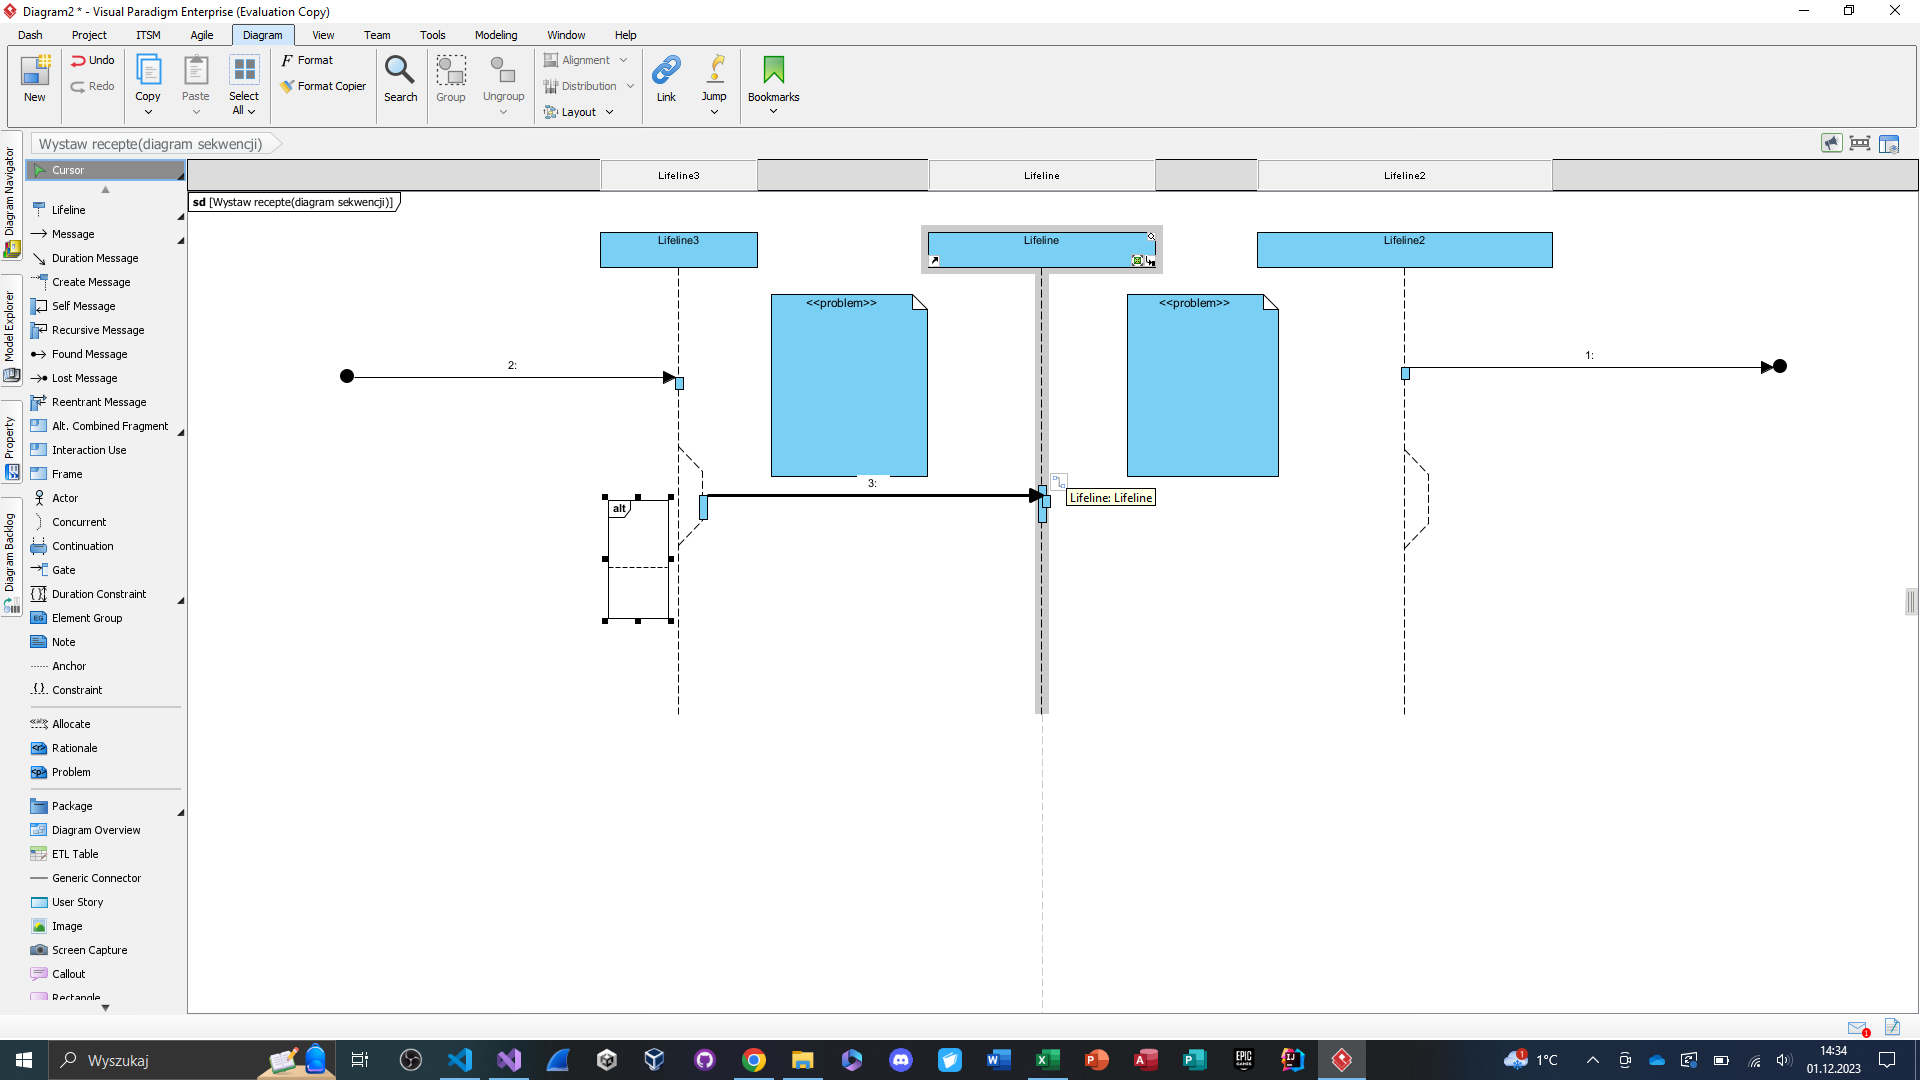 Diagram2 * - Visual Paradigm Enterprise (Evaluation Copy)
Dash Project ITSM Agile Diagram View Team Tools Modeling Window Help
New
Undo
Redo
Copy
Paste
Select
All
Format
Format Copier
Search
Group
Ungroup
Alignment
Distribution
Layout
Link
Jump
Bookmarks
Wystaw recepte(diagram sekwencji)
Diagram Navigator
Model Explorer
Property
Diagram Backlog
Cursor
Lifeline
Message
Duration Message
Create Message
Self Message
Recursive Message
Found Message
Lost Message
Reentrant Message
Alt. Combined Fragment
Interaction Use
Frame
Actor
Concurrent
Continuation
Gate
Duration Constraint
Element Group
Note
Anchor
Constraint
Allocate
Rationale
Problem
Package
Diagram Overview
ETL Table
Generic Connector
User Story
Image
Screen Capture
Callout
Rectangle
Lifeline3 Lifeline Lifeline2
sd [Wystaw recepte(diagram sekwencji)]
Lifeline3 Lifeline Lifeline2
<<problem>> <<problem>>
2:
1:
3:
Lifeline: Lifeline
alt
1
Wyszukaj
EPIC
GAMES
1
1°C
14:34
01.12.2023